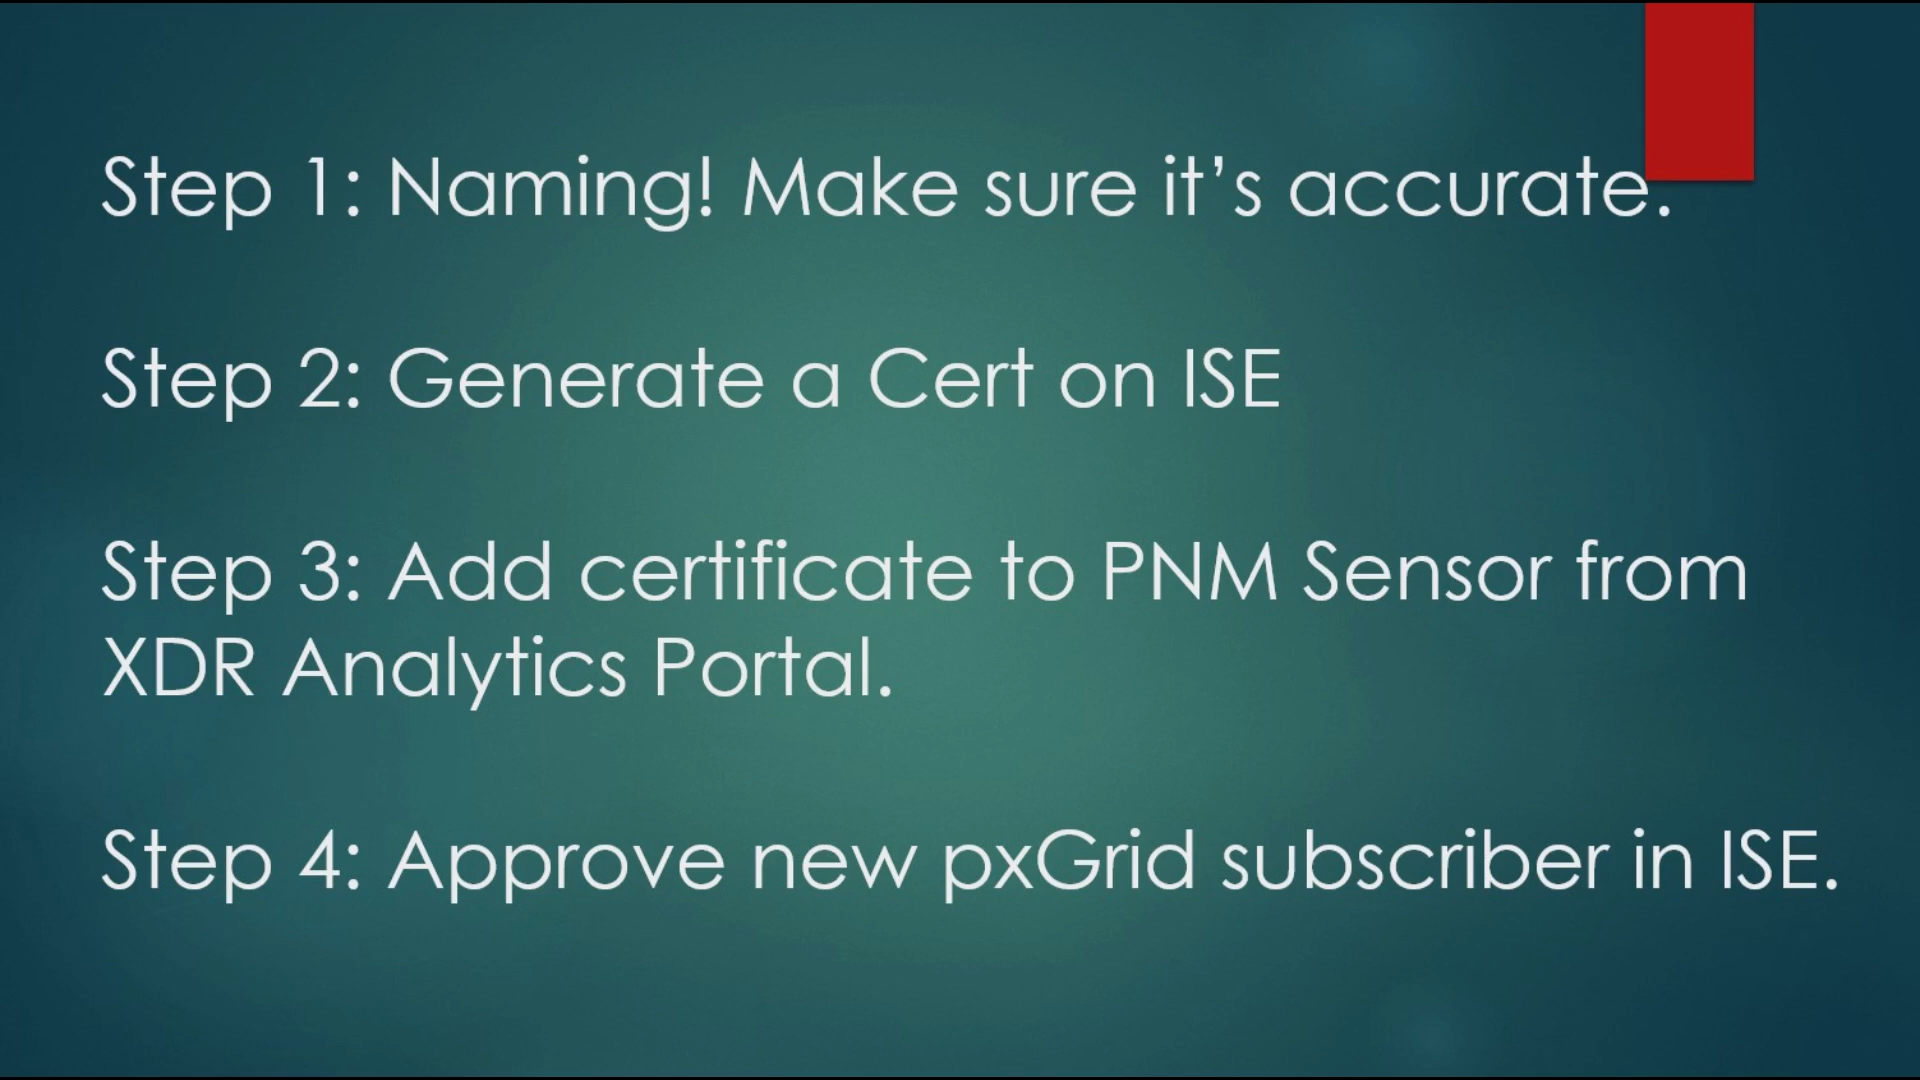 Step 1: Naming! Make sure it’s accurate.
Step 2: Generate a Cert on ISE
Step 3: Add certificate to PNM Sensor from
XDR Analytics Portal.
Step 4: Approve new pxGrid subscriber in ISE.